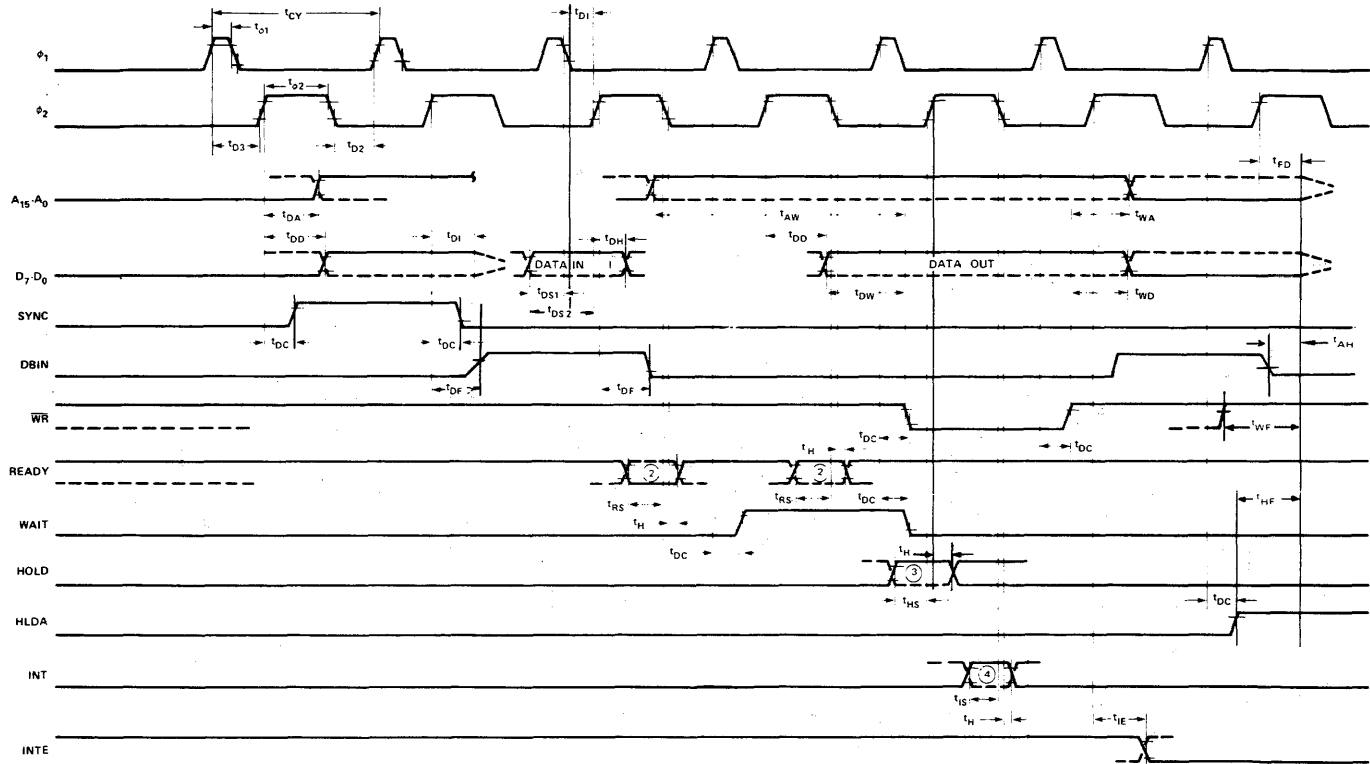 tCY
tø1
tDI
ϕ1
tø2
ϕ2
tD3
tD2
tFD
A15-A0
tDA
tAW
tWA
tDD
tDI
tDH
tDD
D7-D0
DATA IN
DATA OUT
tDS1
tDW
tWD
tDS2
SYNC
tDC
tDC
tAH
DBIN
tDF
tDF
WR
tDC
tDC
tWF
tH
READY
②
②
tRS
tRS
tDC
tHF
WAIT
tH
tDC
tH
HOLD
③
tHS
tDC
HLDA
INT
④
tIS
tH
tIE
INTE